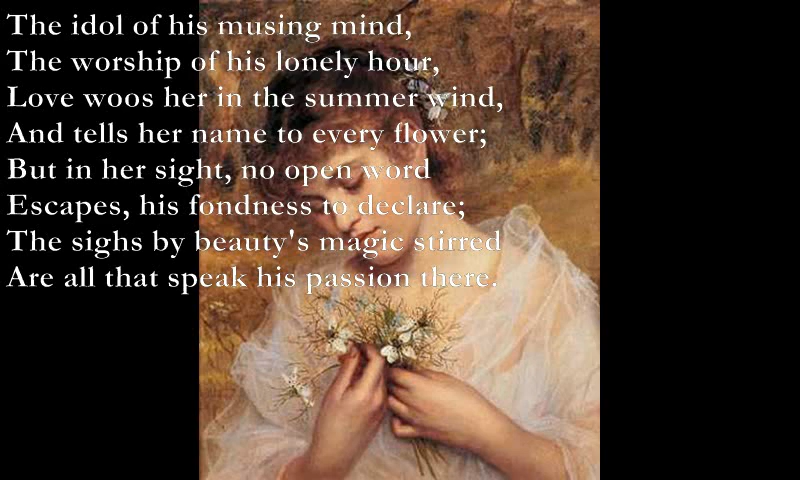 The idol of his musing mind,
The worship of his lonely hour,
Love woos her in the summer wind,
And tells her name to every flower;
But in her sight, no open word
Escapes, his fondness to declare;
The sighs by beauty's magic stirred
Are all that speak his passion there.